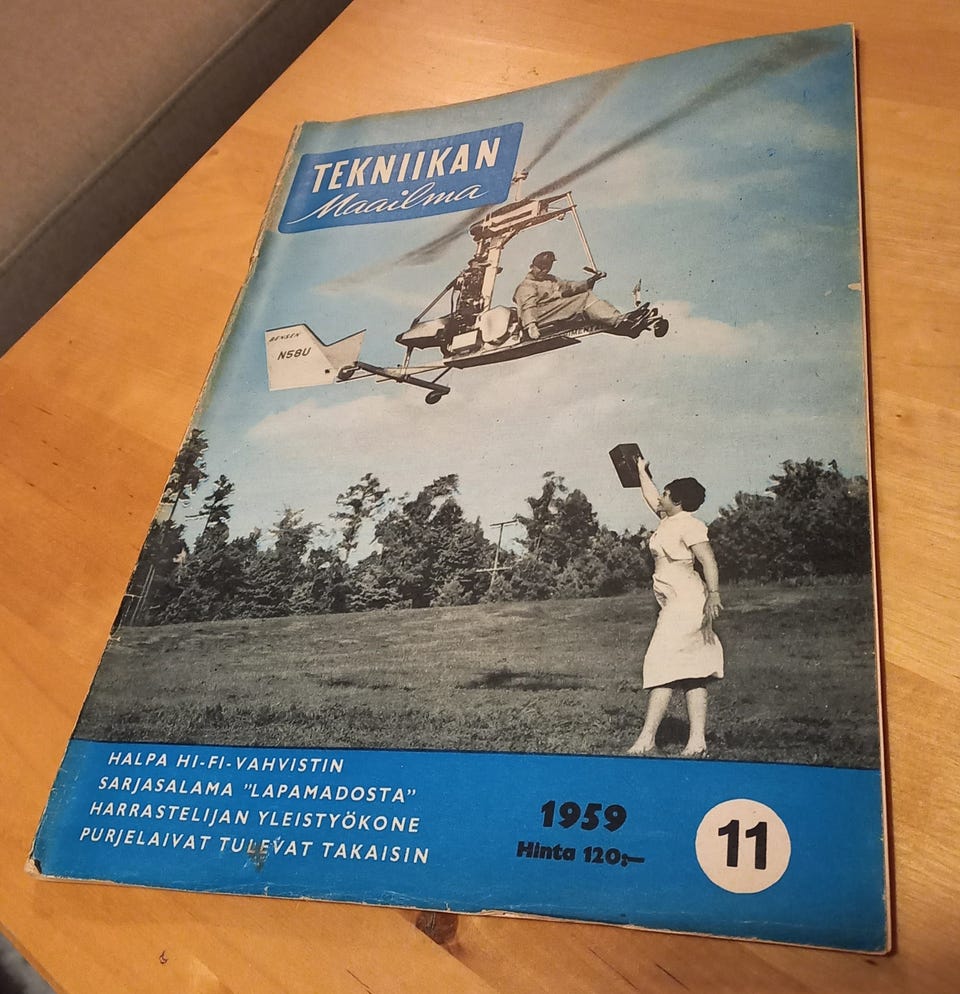 TEKNIIKAN
Maailma
BENSEN
N58U
HALPA HI-FI-VAHVISTIN
SARJASALAMA "LAPAMADOSTA"
HARRASTELIJAN YLEISTYÖKONE
PURJELAIVAT TULEVAT TAKAISIN
1959
Hinta 120:—
11